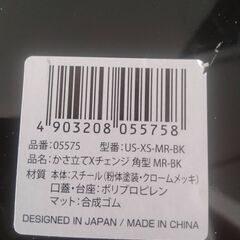 4 903208 055758
品番:05575 型番:US-XS-MR-BK
品名:かさ立てXチェンジ 角型 MR-BK
材質 本体:スチール(粉体塗装・クロームメッキ)
口蓋・台座:ポリプロピレン
マット:合成ゴム
DESIGNED IN JAPAN / MADE IN CHINA